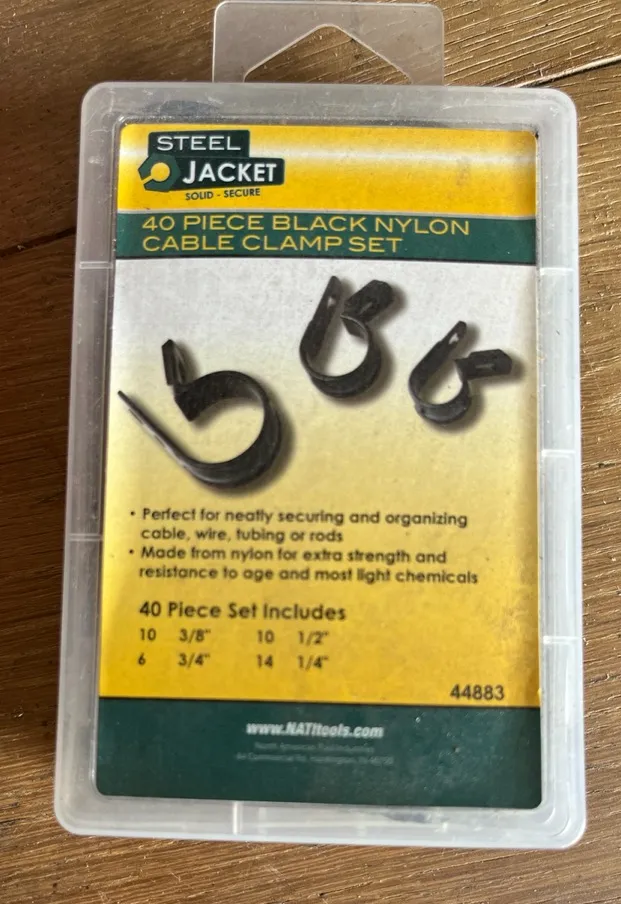 STEEL
JACKET
SOLID - SECURE
40 PIECE BLACK NYLON
CABLE CLAMP SET
• Perfect for neatly securing and organizing
cable, wire, tubing or rods
• Made from nylon for extra strength and
resistance to age and most light chemicals
40 Piece Set Includes
10 3/8" 10 1/2"
6 3/4" 14 1/4"
44883
www.NATItools.com
North American Tool Industries